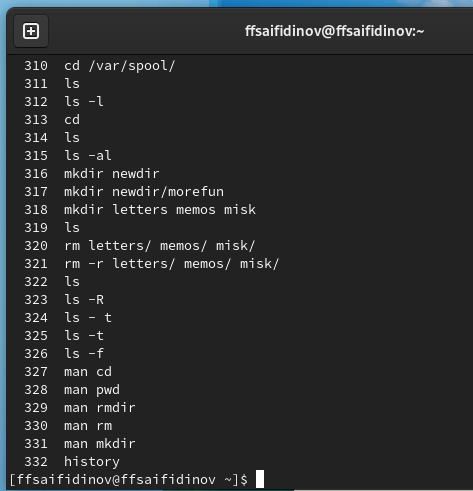 ffsaifidinov@ffsaifidinov:~
310 cd /var/spool/
311 ls
312 ls -l
313 cd
314 ls
315 ls -al
316 mkdir newdir
317 mkdir newdir/morefun
318 mkdir letters memos misk
319 ls
320 rm letters/ memos/ misk/
321 rm -r letters/ memos/ misk/
322 ls
323 ls -R
324 ls - t
325 ls -t
326 ls -f
327 man cd
328 man pwd
329 man rmdir
330 man rm
331 man mkdir
332 history
[ffsaifidinov@ffsaifidinov ~]$